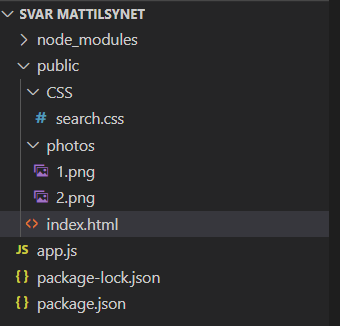 SVAR MATTILSYNET
node_modules
public
CSS
# search.css
photos
1.png
2.png
<> index.html
JS app.js
{} package-lock.json
{} package.json